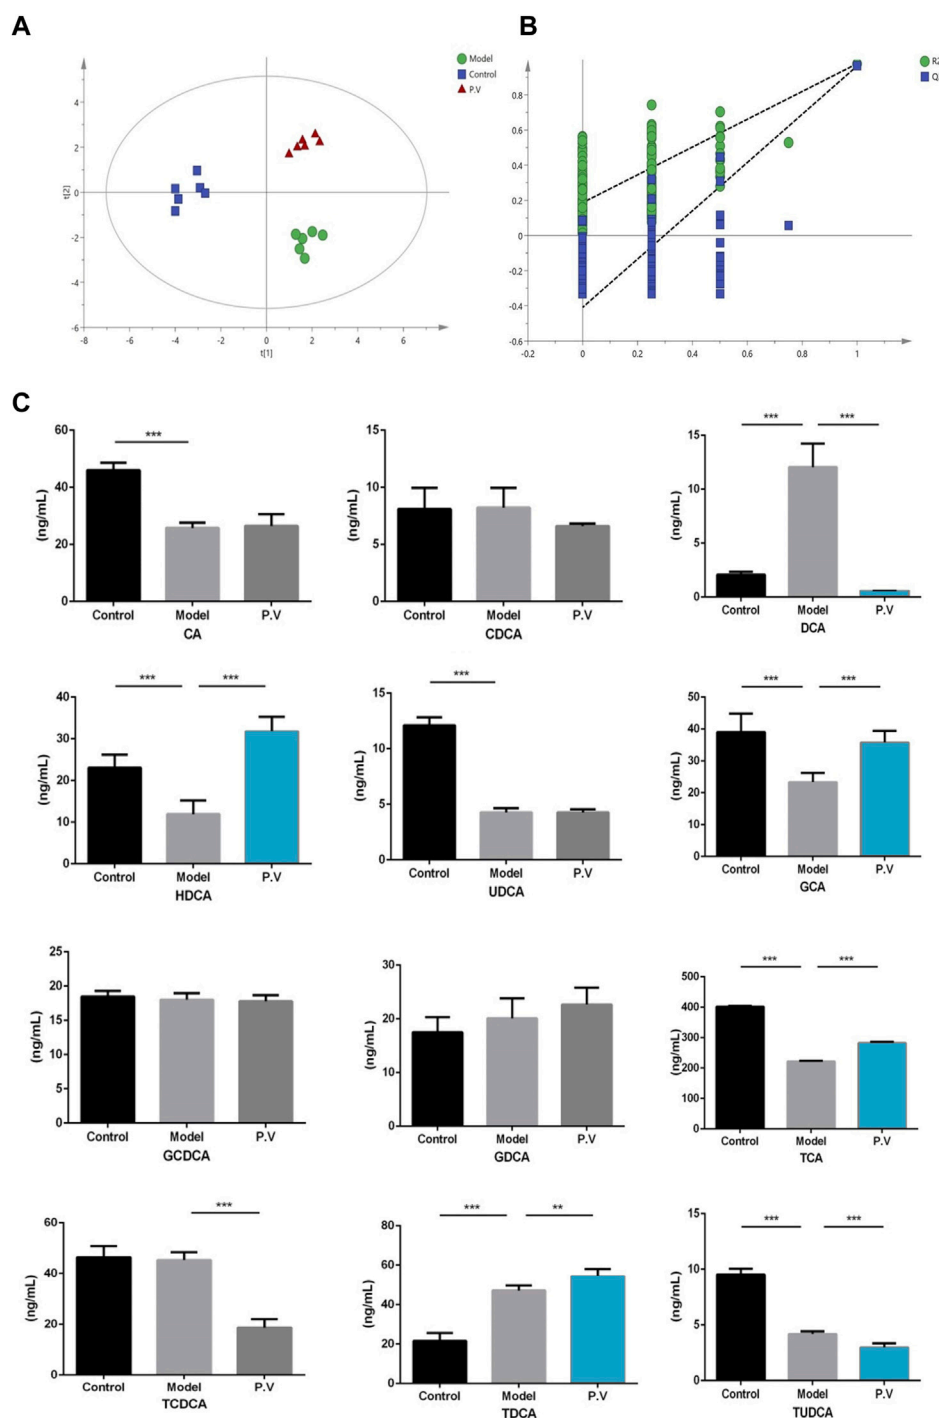 A
B
Model
Control
P.V
4
2
0
-2
-4
-6
t[2]
-8
-6
-4
-2
0
2
4
6
t[1]
R2
Q2
0.8
0.6
0.4
0.2
0
-0.2
-0.4
-0.6
-0.2
0
0.2
0.4
0.6
0.8
1
C
***
60
40
20
0
(ng/mL)
Control
Model
P.V
CA
15
10
5
0
(ng/mL)
Control
Model
P.V
CDCA
***
***
15
10
5
0
(ng/mL)
Control
Model
P.V
DCA
***
***
40
30
20
10
0
(ng/mL)
Control
Model
P.V
HDCA
***
15
10
5
0
(ng/mL)
Control
Model
P.V
UDCA
***
***
50
40
30
20
10
0
(ng/mL)
Control
Model
P.V
GCA
25
20
15
10
5
0
(ng/mL)
Control
Model
P.V
GCDCA
30
20
10
0
(ng/mL)
Control
Model
P.V
GDCA
***
***
500
400
300
200
100
0
(ng/mL)
Control
Model
P.V
TCA
***
60
40
20
0
(ng/mL)
Control
Model
P.V
TCDCA
***
**
80
60
40
20
0
(ng/mL)
Control
Model
P.V
TDCA
***
***
15
10
5
0
(ng/mL)
Control
Model
P.V
TUDCA